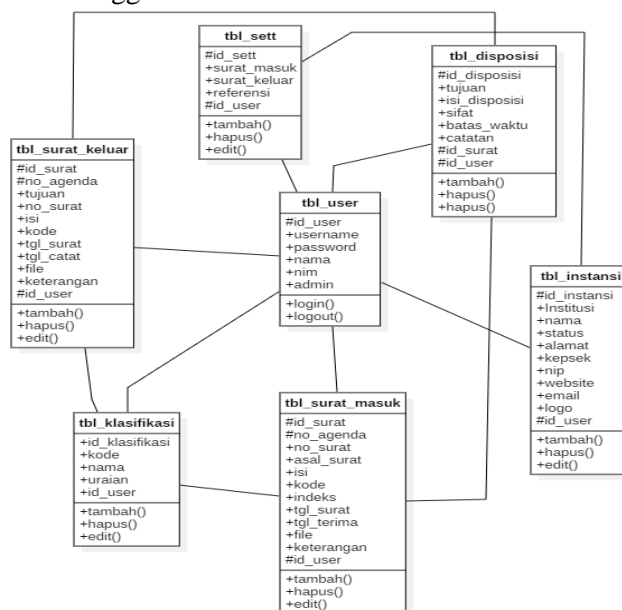 tbl_sett
#id_sett
+surat_masuk
+surat_keluar
+referensi
#id_user
+tambah()
+hapus()
+edit()
tbl_disposisi
#id_disposisi
+tujuan
+isi_disposisi
+sifat
+batas_waktu
+catatan
#id_surat
#id_user
+tambah()
+hapus()
+hapus()
tbl_surat_keluar
#id_surat
#no_agenda
+tujuan
+no_surat
+isi
+kode
+tgl_surat
+tgl_catat
+file
+keterangan
#id_user
+tambah()
+hapus()
+edit()
tbl_user
#id_user
+username
+password
+nama
+nim
+admin
+login()
+logout()
tbl_instansi
#id_instansi
+Institusi
+nama
+status
+alamat
+kepsek
+nip
+website
+email
+logo
#id_user
+tambah()
+hapus()
+edit()
tbl_klasifikasi
+id_klasifikasi
+kode
+nama
+uraian
+id_user
+tambah()
+hapus()
+edit()
tbl_surat_masuk
#id_surat
#no_agenda
+no_surat
+asal_surat
+isi
+kode
+indeks
+tgl_surat
+tgl_terima
+file
+keterangan
#id_user
+tambah()
+hapus()
+edit()